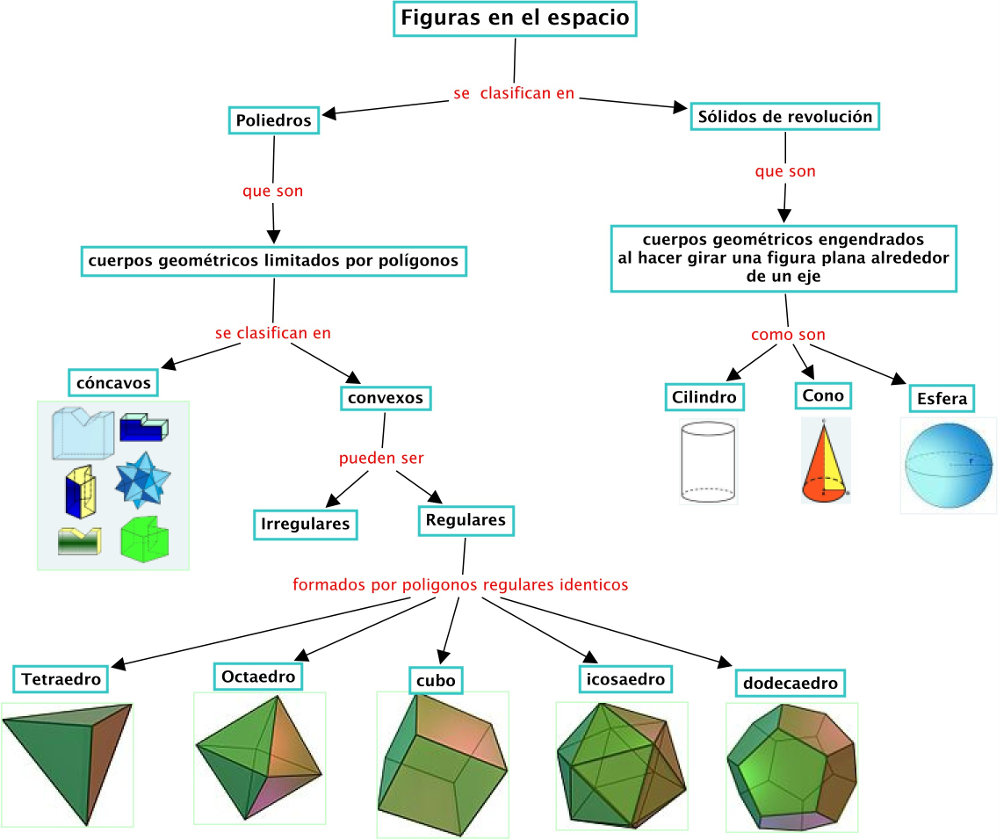 Figuras en el espacio
se clasifican en
Poliedros
Sólidos de revolución
que son
que son
cuerpos geométricos limitados por polígonos
cuerpos geométricos engendrados
al hacer girar una figura plana alrededor
de un eje
se clasifican en
como son
cóncavos
convexos
Cilindro
Cono
Esfera
pueden ser
r
Irregulares
Regulares
formados por poligonos regulares identicos
Tetraedro
Octaedro
cubo
icosaedro
dodecaedro